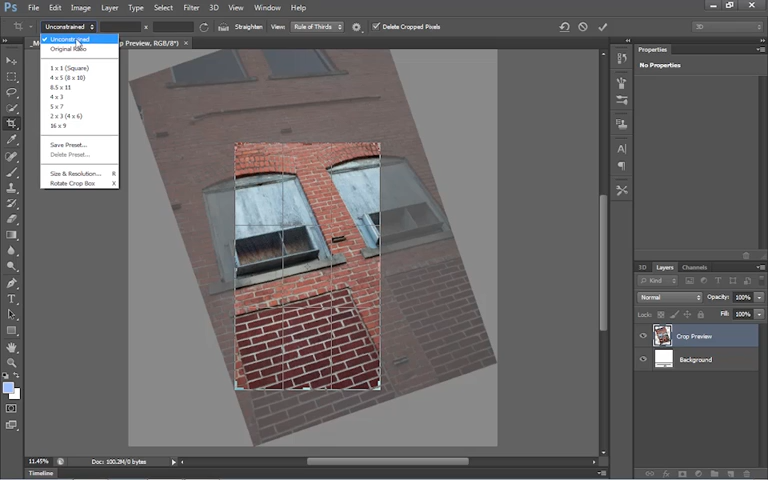 Ps File Edit Image Layer Type Select Filter 3D View Window Help
Unconstrained x Straighten View: Rule of Thirds Delete Cropped Pixels 3D
Crop Preview, RGB/8*) ×
Unconstrained
Original Ratio
1 x 1 (Square)
4 x 5 (8 x 10)
8.5 x 11
4 x 3
5 x 7
2 x 3 (4 x 6)
16 x 9
Save Preset...
Delete Preset...
Size & Resolution... R
Rotate Crop Box X
Properties
No Properties
3D Layers Channels
Kind
Normal Opacity: 100%
Lock: Fill: 100%
Crop Preview
Background
11.45% Doc: 100.2M/0 bytes
Timeline